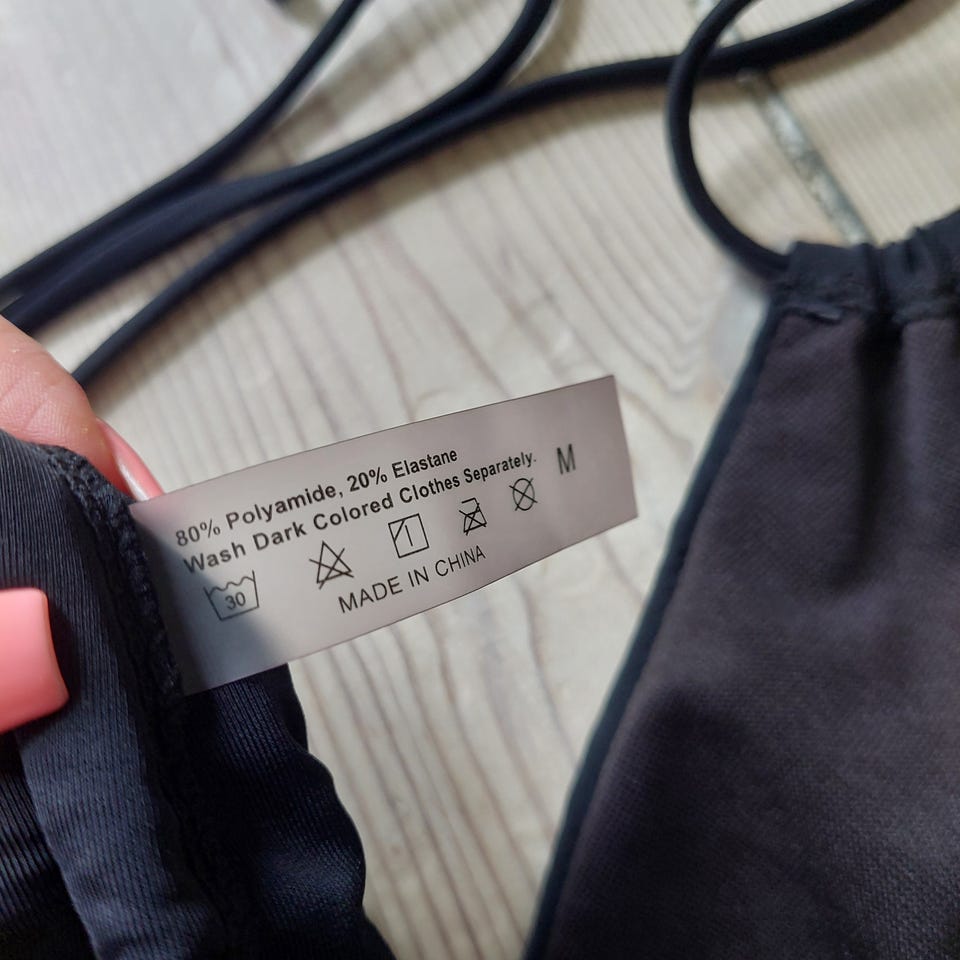 80% Polyamide, 20% Elastane
Wash Dark Colored Clothes Separately.
M
30
MADE IN CHINA